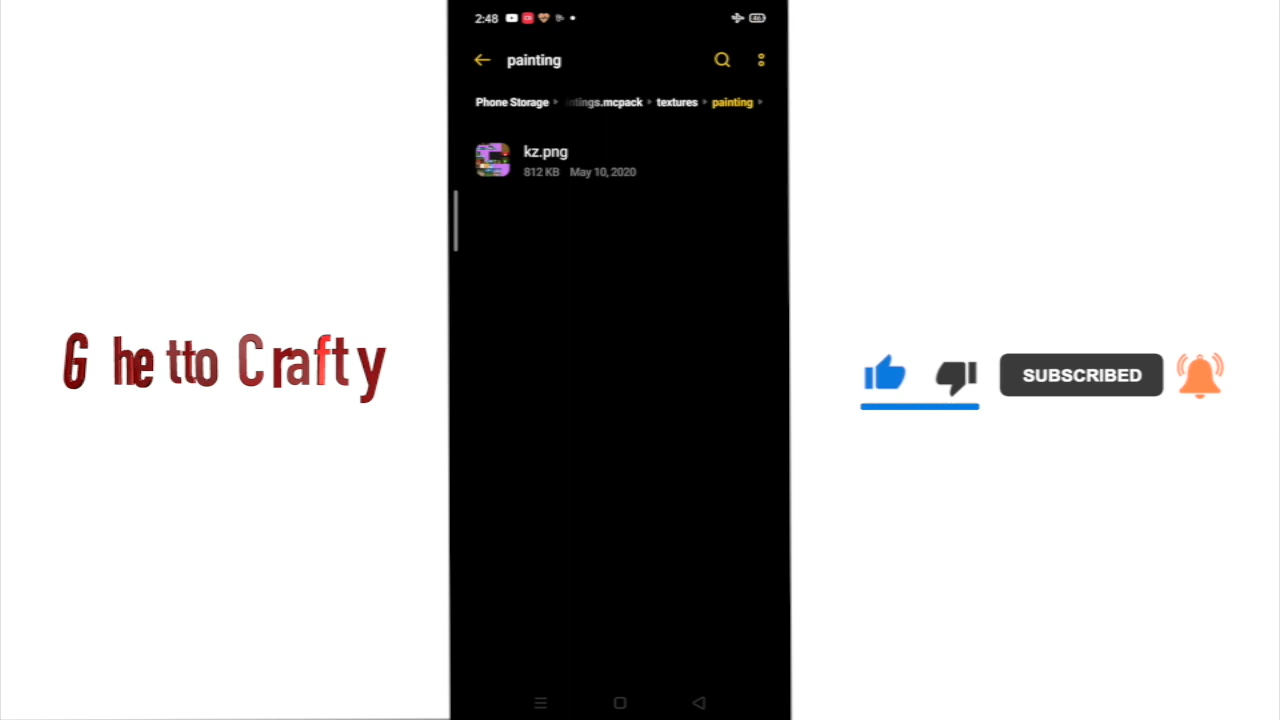 2:48
46
painting
Phone Storage
ntings.mcpack
textures
painting
kz.png
812 KB
May 10, 2020
Ghetto Crafty
SUBSCRIBED